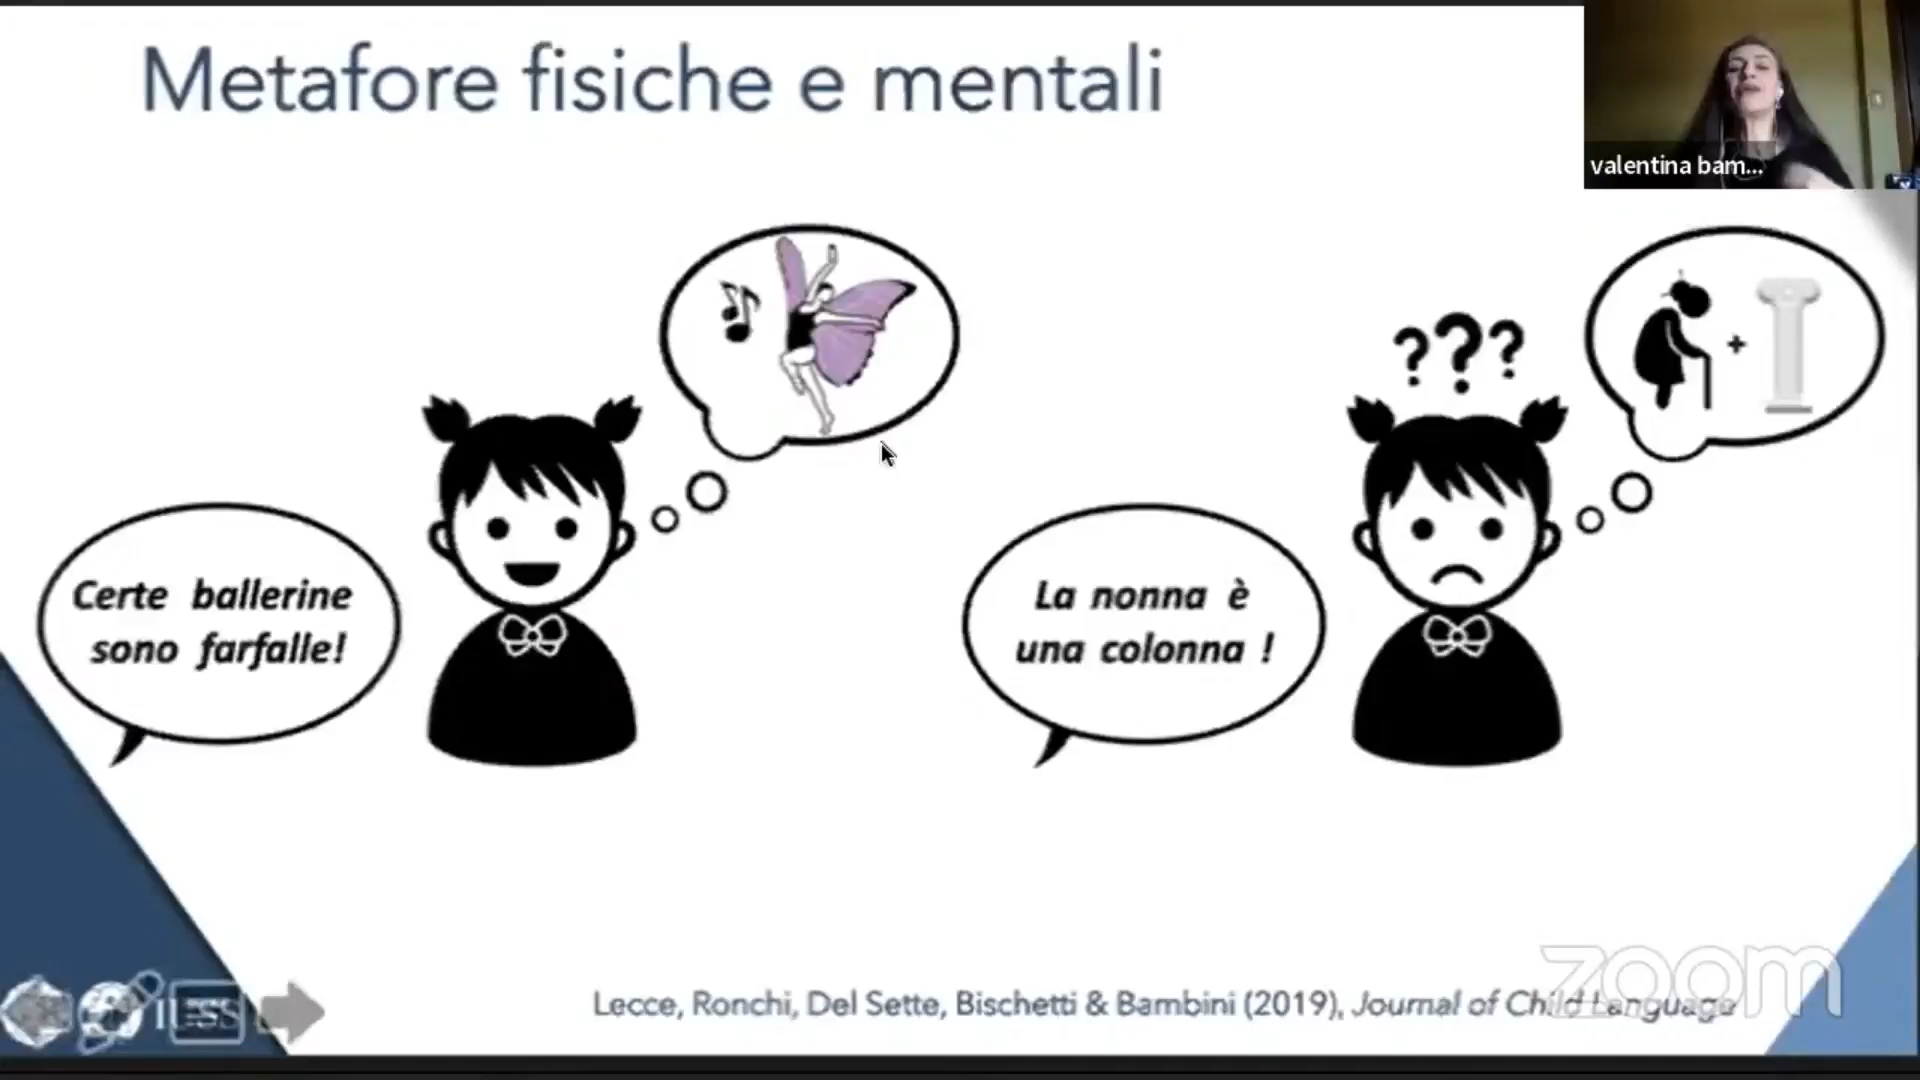 Metafore fisiche e mentali
valentina bam...
???
+
Certe ballerine
sono farfalle!
La nonna è
una colonna !
IUSS
Lecce, Ronchi, Del Sette, Bischetti & Bambini (2019), Journal of Child Language
zoom